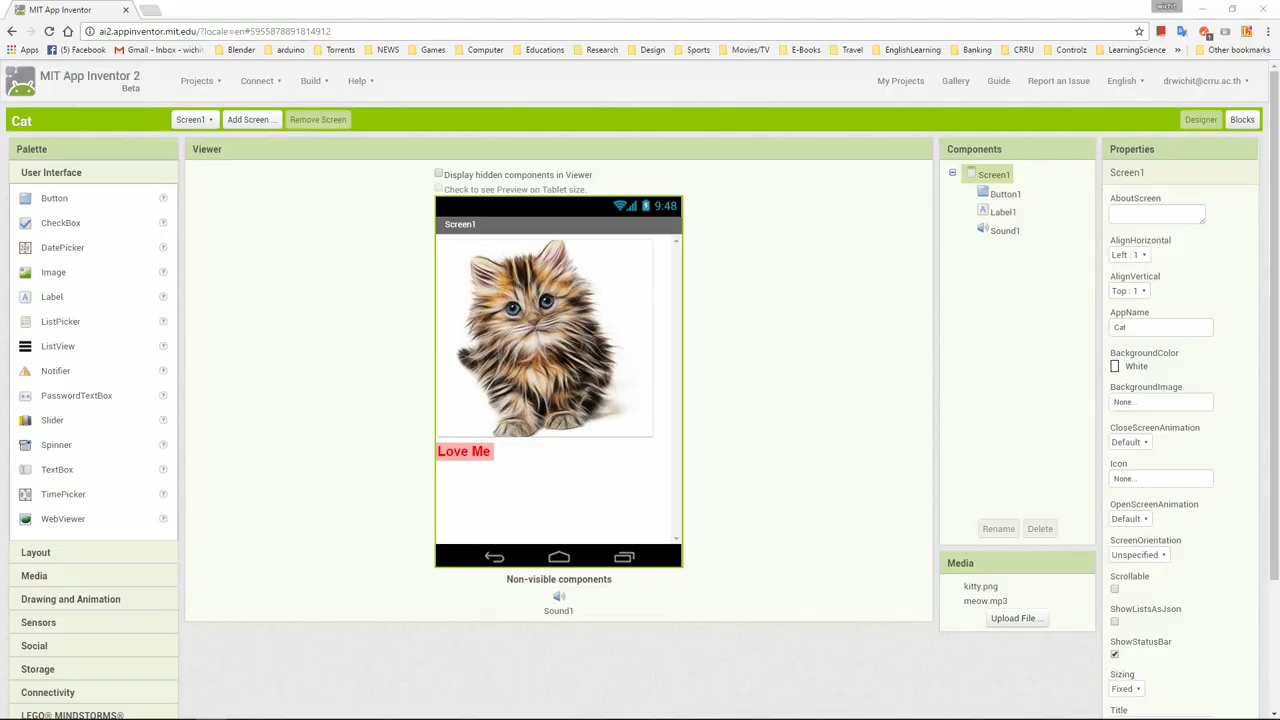 wichit
MIT App Inventor 2
ai2.appinventor.mit.edu/?locale=en#5955878891814912
Apps (5) Facebook Gmail - Inbox - wichit Blender arduino Torrents NEWS Games Computer Educations Research Design Sports Movies/TV E-Books Travel EnglishLearning Banking CRRU Controlz LearningScience » Other bookmarks
MIT App Inventor 2
Beta
Projects Connect Build Help My Projects Gallery Guide Report an Issue English drwichit@crru.ac.th
Cat Screen1 Add Screen ... Remove Screen Designer Blocks
Palette
User Interface
Button
CheckBox
DatePicker
Image
Label
ListPicker
ListView
Notifier
PasswordTextBox
Slider
Spinner
TextBox
TimePicker
WebViewer
Layout
Media
Drawing and Animation
Sensors
Social
Storage
Connectivity
LEGO® MINDSTORMS®
Viewer
Display hidden components in Viewer
Check to see Preview on Tablet size.
9:48
Screen1
Love Me
Non-visible components
Sound1
Components
Screen1
Button1
Label1
Sound1
Rename Delete
Media
kitty.png
meow.mp3
Upload File ...
Properties
Screen1
AboutScreen
AlignHorizontal
Left : 1
AlignVertical
Top : 1
AppName
Cat
BackgroundColor
White
BackgroundImage
None...
CloseScreenAnimation
Default
Icon
None...
OpenScreenAnimation
Default
ScreenOrientation
Unspecified
Scrollable
ShowListsAsJson
ShowStatusBar
Sizing
Fixed
Title